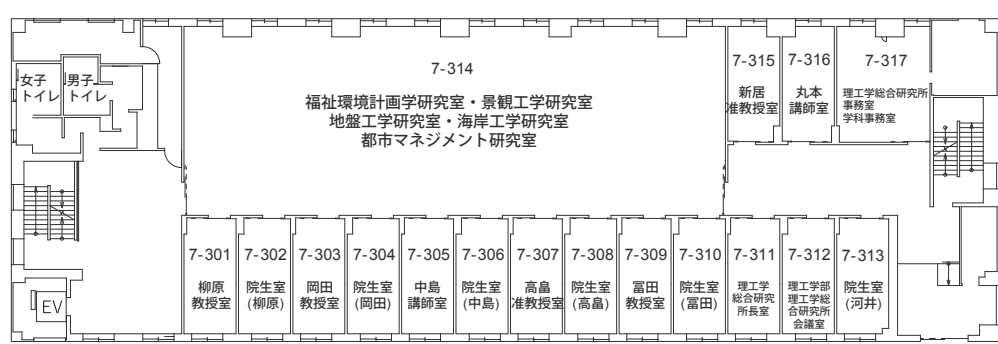 女子
トイレ
男子
トイレ
7-314
福祉環境計画学研究室・景観工学研究室
地盤工学研究室・海岸工学研究室
都市マネジメント研究室
7-315
新居
准教授室
7-316
丸本
講師室
7-317
理工学総合研究所
事務室
学科事務室
7-301
柳原
教授室
7-302
院生室
(柳原)
7-303
岡田
教授室
7-304
院生室
(岡田)
7-305
中島
講師室
7-306
院生室
(中島)
7-307
高畠
准教授室
7-308
院生室
(高畠)
7-309
冨田
教授室
7-310
院生室
(冨田)
7-311
理工学
総合研究
所長室
7-312
理工学部
理工学総
合研究所
会議室
7-313
院生室
(河井)
EV